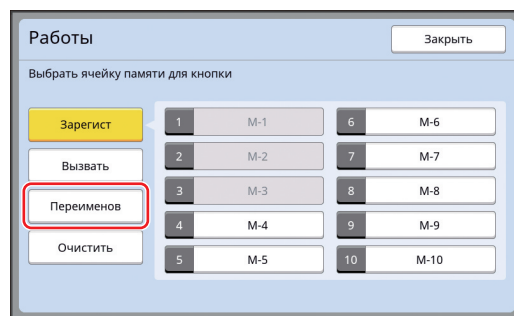 Работы
Закрыть
Выбрать ячейку памяти для кнопки
Зарегист
Вызвать
Переименов
Очистить
1 М-1
2 М-2
3 М-3
4 М-4
5 М-5
6 М-6
7 М-7
8 М-8
9 М-9
10 М-10